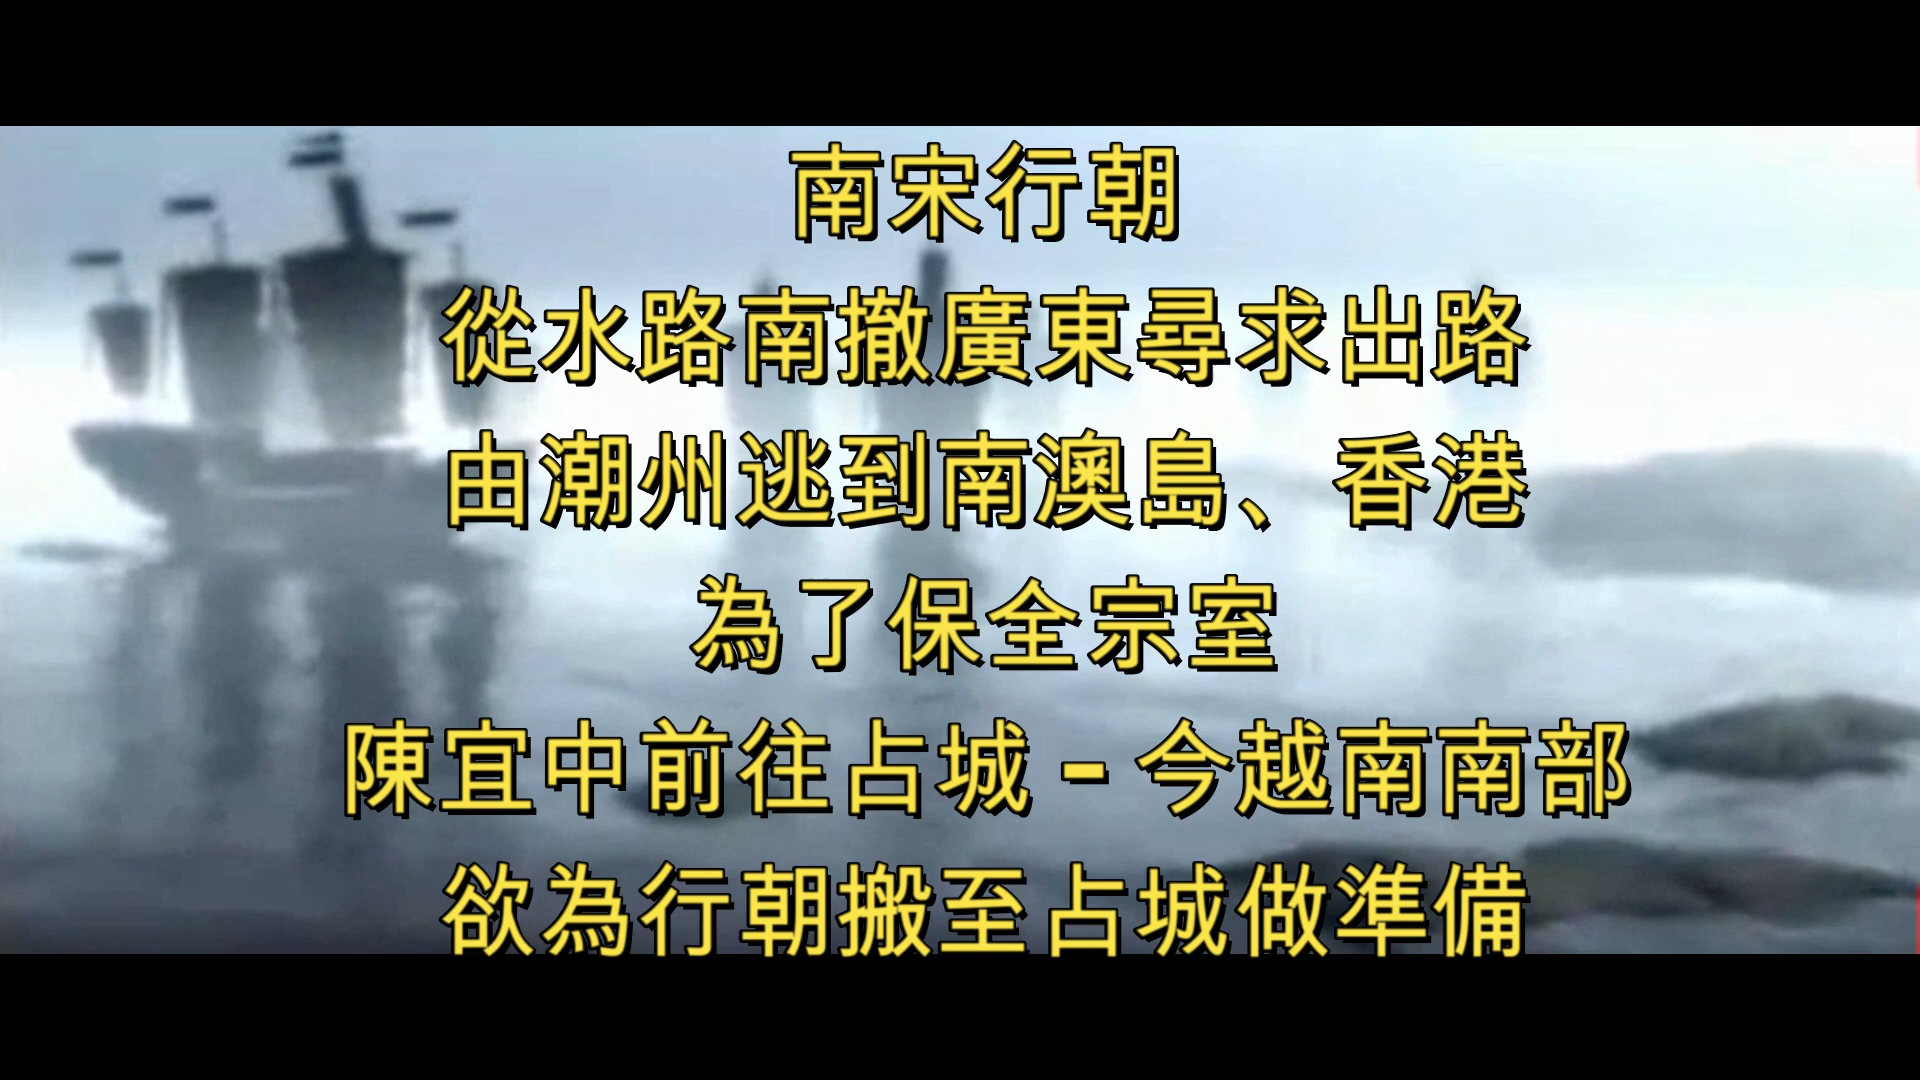 南宋行朝
從水路南撤廣東尋求出路
由潮州逃到南澳島、香港
為了保全宗室
陳宜中前往占城-今越南南部
欲為行朝搬至占城做準備